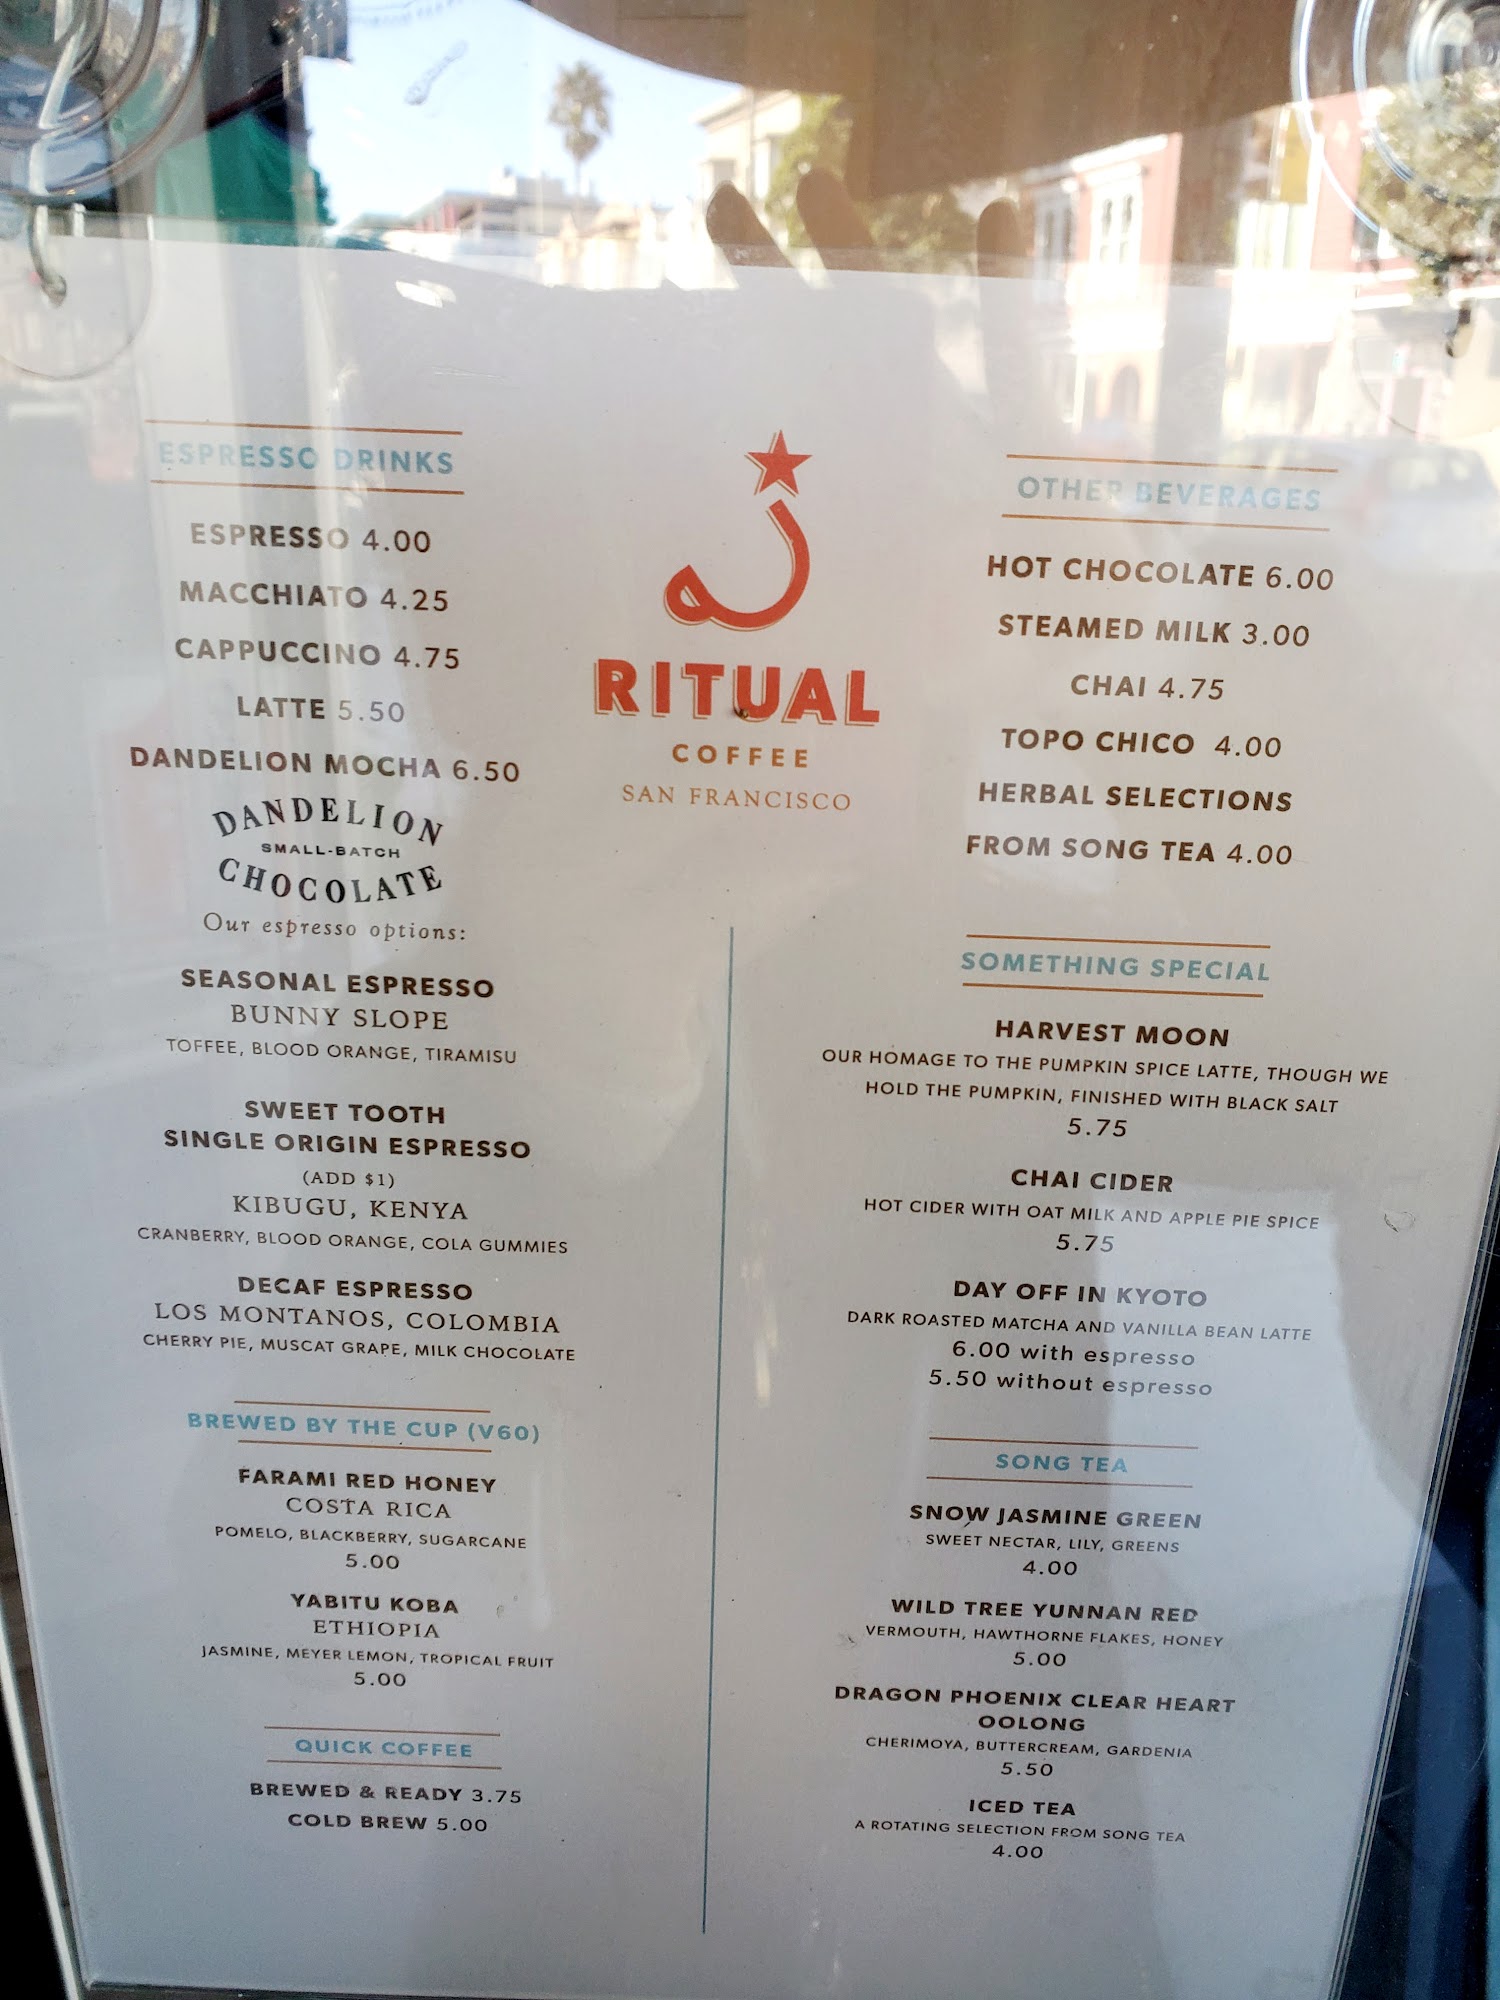 ESPRESSO DRINKS
ESPRESSO 4.00
MACCHIATO 4.25
CAPPUCCINO 4.75
LATTE 5.50
DANDELION MOCHA 6.50
DANDELION
SMALL-BATCH
CHOCOLATE
Our espresso options:
SEASONAL ESPRESSO
BUNNY SLOPE
TOFFEE, BLOOD ORANGE, TIRAMISU
SWEET TOOTH
SINGLE ORIGIN ESPRESSO
(ADD $1)
KIBUGU, KENYA
CRANBERRY, BLOOD ORANGE, COLA GUMMIES
DECAF ESPRESSO
LOS MONTANOS, COLOMBIA
CHERRY PIE, MUSCAT GRAPE, MILK CHOCOLATE
BREWED BY THE CUP (V60)
FARAMI RED HONEY
COSTA RICA
POMELO, BLACKBERRY, SUGARCANE
5.00
YABITU KOBA
ETHIOPIA
JASMINE, MEYER LEMON, TROPICAL FRUIT
5.00
QUICK COFFEE
BREWED & READY 3.75
COLD BREW 5.00
RITUAL
COFFEE
SAN FRANCISCO
OTHER BEVERAGES
HOT CHOCOLATE 6.00
STEAMED MILK 3.00
CHAI 4.75
TOPO CHICO 4.00
HERBAL SELECTIONS
FROM SONG TEA 4.00
SOMETHING SPECIAL
HARVEST MOON
OUR HOMAGE TO THE PUMPKIN SPICE LATTE, THOUGH WE
HOLD THE PUMPKIN, FINISHED WITH BLACK SALT
5.75
CHAI CIDER
HOT CIDER WITH OAT MILK AND APPLE PIE SPICE
5.75
DAY OFF IN KYOTO
DARK ROASTED MATCHA AND VANILLA BEAN LATTE
6.00 with espresso
5.50 without espresso
SONG TEA
SNOW JASMINE GREEN
SWEET NECTAR, LILY, GREENS
4.00
WILD TREE YUNNAN RED
VERMOUTH, HAWTHORNE FLAKES, HONEY
5.00
DRAGON PHOENIX CLEAR HEART
OOLONG
CHERIMOYA, BUTTERCREAM, GARDENIA
5.50
ICED TEA
A ROTATING SELECTION FROM SONG TEA
4.00